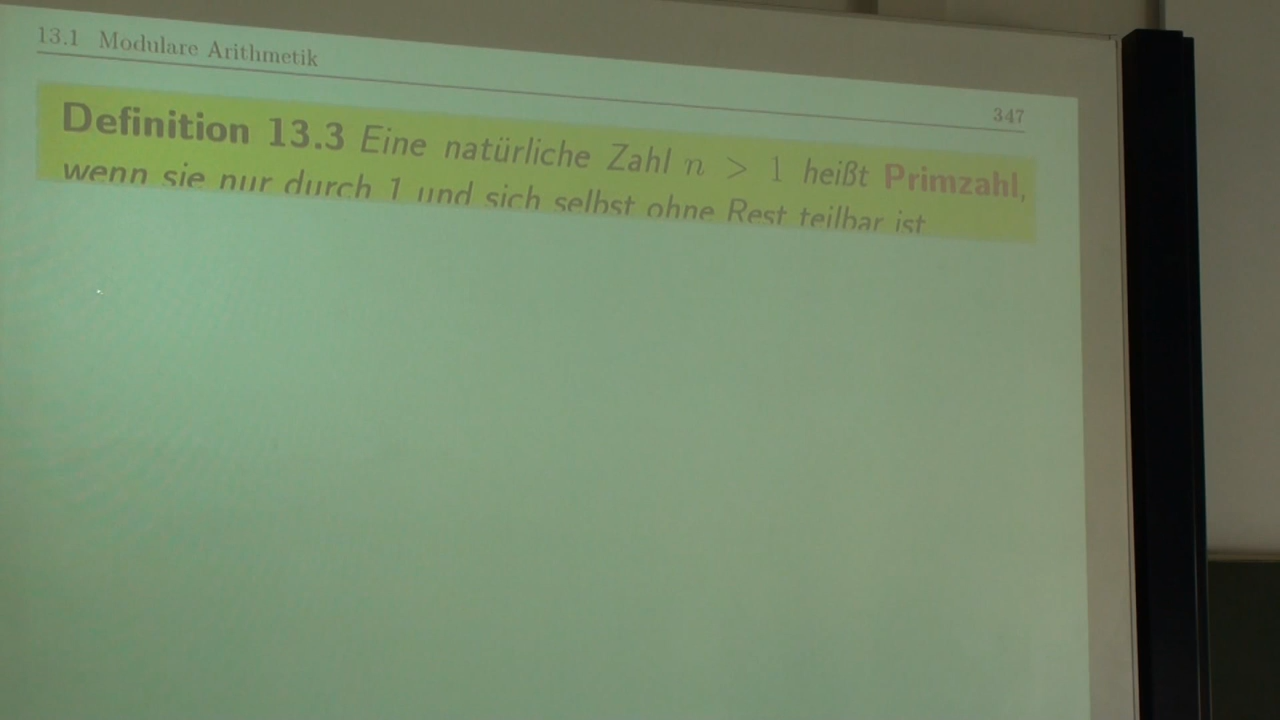 13.1 Modulare Arithmetik
347
Definition 13.3 Eine natürliche Zahl n > 1 heißt Primzahl,
wenn sie nur durch 1 und sich selbst ohne Rest teilbar ist